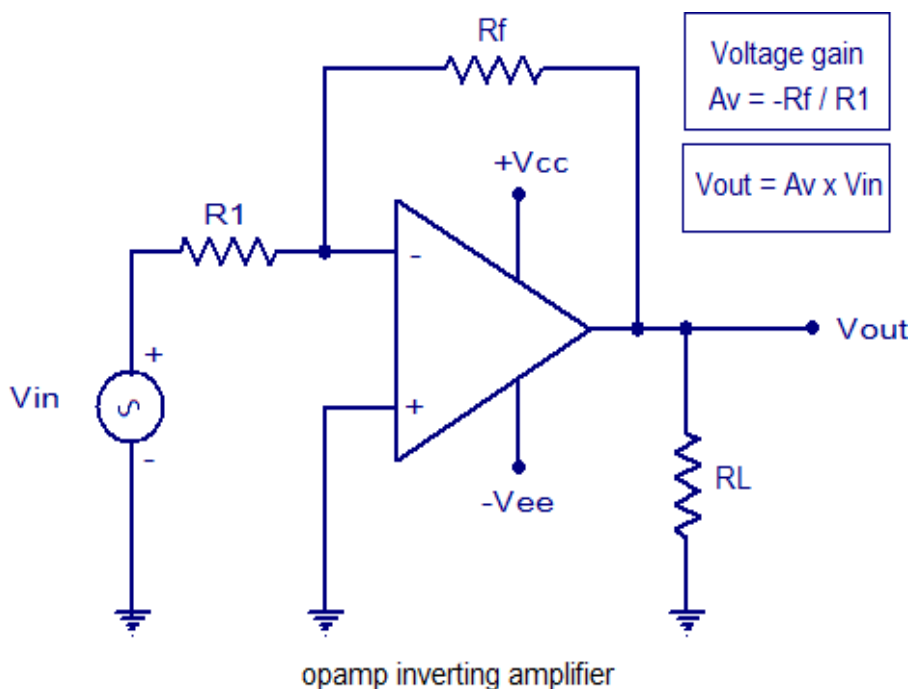 Rf
Voltage gain
Av = -Rf / R1
+Vcc
Vout = Av x Vin
R1
-
Vout
+
Vin
S
+
-
-Vee
RL
opamp inverting amplifier